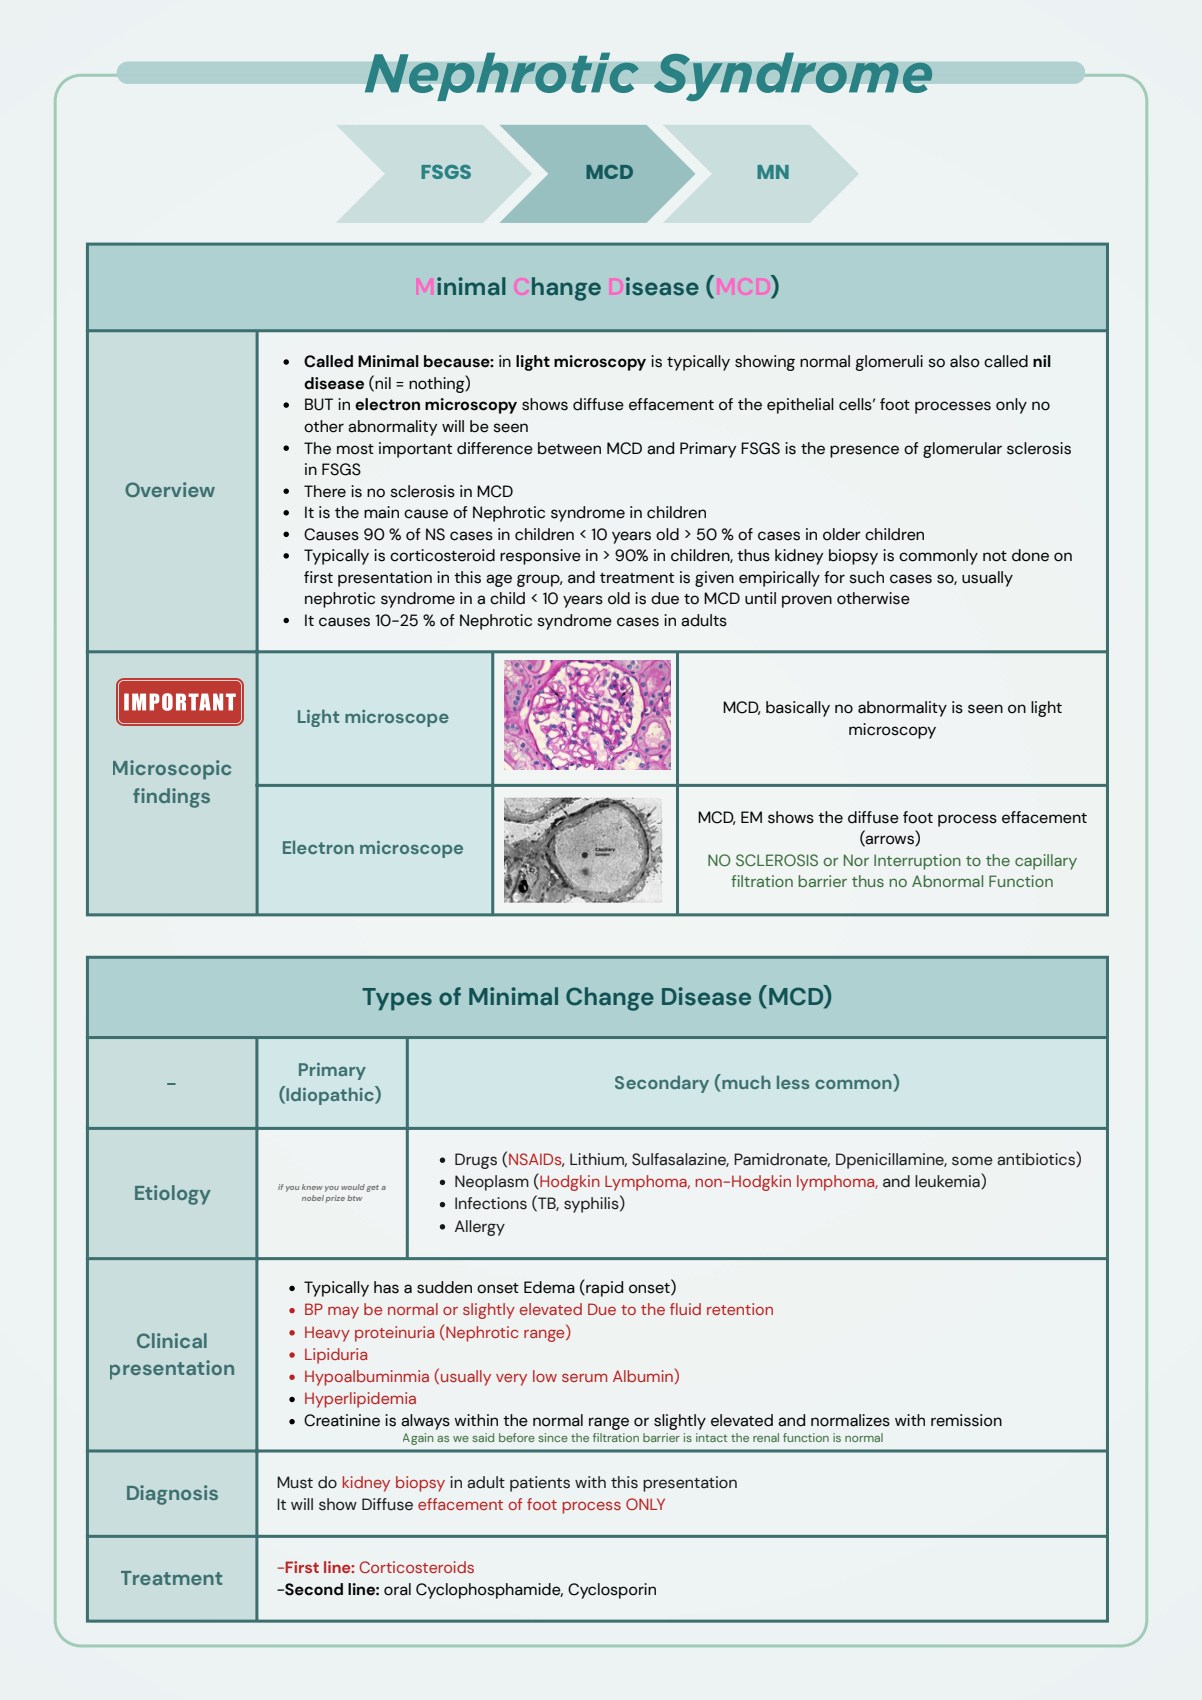 Nephrotic Syndrome
FSGS
MCD
MN
Minimal Change Disease (MCD)
Overview
• Called Minimal because: in light microscopy is typically showing normal glomeruli so also called nil
disease (nil = nothing)
• BUT in electron microscopy shows diffuse effacement of the epithelial cells’ foot processes only no
other abnormality will be seen
• The most important difference between MCD and Primary FSGS is the presence of glomerular sclerosis
in FSGS
• There is no sclerosis in MCD
• It is the main cause of Nephrotic syndrome in children
• Causes 90 % of NS cases in children < 10 years old > 50 % of cases in older children
• Typically is corticosteroid responsive in > 90% in children, thus kidney biopsy is commonly not done on
first presentation in this age group, and treatment is given empirically for such cases so, usually
nephrotic syndrome in a child < 10 years old is due to MCD until proven otherwise
• It causes 10-25 % of Nephrotic syndrome cases in adults
IMPORTANT
Microscopic
findings
Light microscope
MCD, basically no abnormality is seen on light
microscopy
Electron microscope
Capillary
lumen
MCD, EM shows the diffuse foot process effacement
(arrows)
NO SCLEROSIS or Nor Interruption to the capillary
filtration barrier thus no Abnormal Function
Types of Minimal Change Disease (MCD)
-
Primary
(Idiopathic)
Secondary (much less common)
Etiology
if you knew you would get a
nobel prize btw
• Drugs (NSAIDs, Lithium, Sulfasalazine, Pamidronate, Dpenicillamine, some antibiotics)
• Neoplasm (Hodgkin Lymphoma, non-Hodgkin lymphoma, and leukemia)
• Infections (TB, syphilis)
• Allergy
Clinical
presentation
• Typically has a sudden onset Edema (rapid onset)
• BP may be normal or slightly elevated Due to the fluid retention
• Heavy proteinuria (Nephrotic range)
• Lipiduria
• Hypoalbuminmia (usually very low serum Albumin)
• Hyperlipidemia
• Creatinine is always within the normal range or slightly elevated and normalizes with remission
Again as we said before since the filtration barrier is intact the renal function is normal
Diagnosis
Must do kidney biopsy in adult patients with this presentation
It will show Diffuse effacement of foot process ONLY
Treatment
-First line: Corticosteroids
-Second line: oral Cyclophosphamide, Cyclosporin